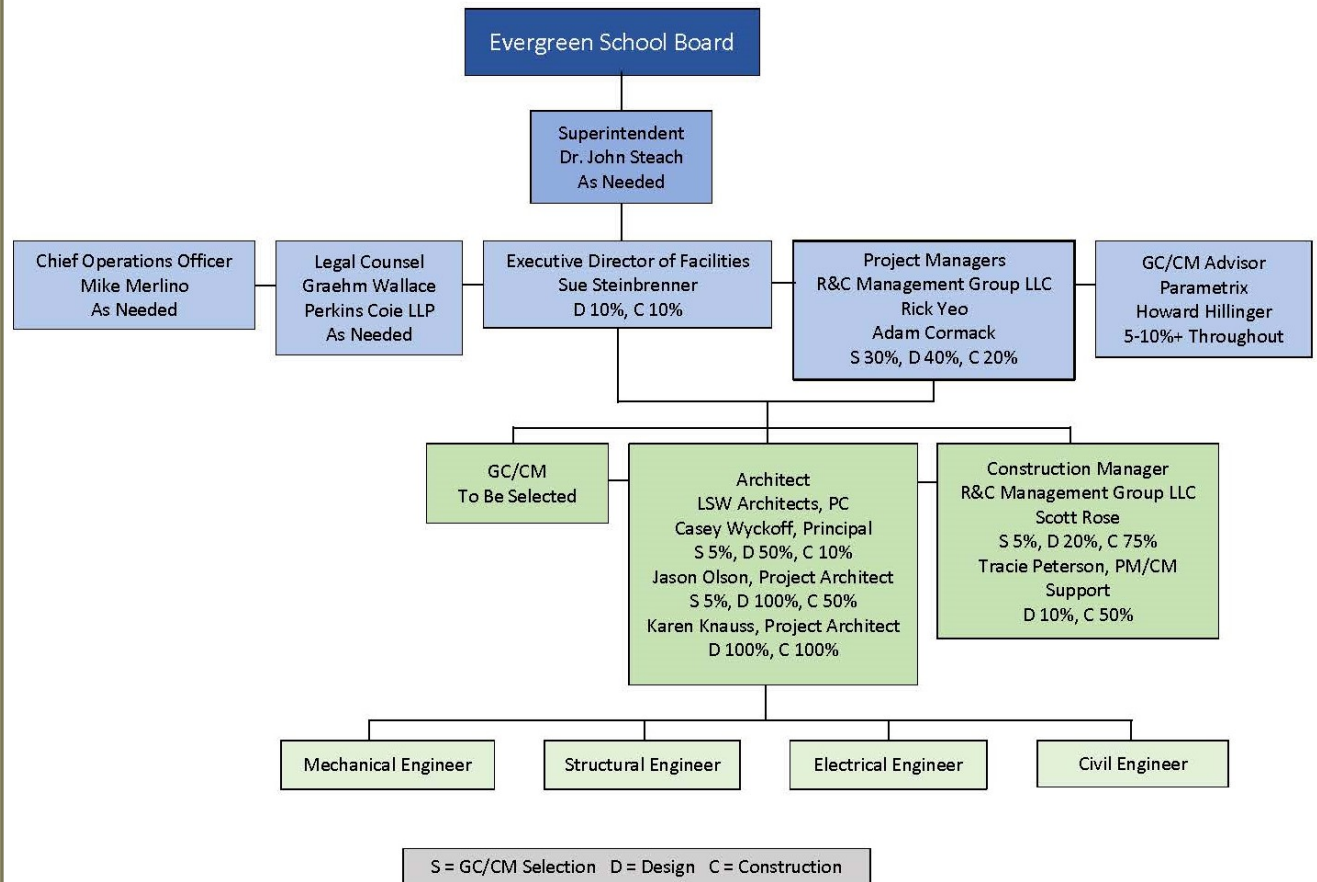 Evergreen School Board
Superintendent
Dr. John Steach
As Needed
Chief Operations Officer
Mike Merlino
As Needed
Legal Counsel
Graehm Wallace
Perkins Coie LLP
As Needed
Executive Director of Facilities
Sue Steinbrenner
D 10%, C 10%
Project Managers
R&C Management Group LLC
Rick Yeo
Adam Cormack
S 30%, D 40%, C 20%
GC/CM Advisor
Parametrix
Howard Hillinger
5-10%+ Throughout
GC/CM
To Be Selected
Architect
LSW Architects, PC
Casey Wyckoff, Principal
S 5%, D 50%, C 10%
Jason Olson, Project Architect
S 5%, D 100%, C 50%
Karen Knauss, Project Architect
D 100%, C 100%
Construction Manager
R&C Management Group LLC
Scott Rose
S 5%, D 20%, C 75%
Tracie Peterson, PM/CM
Support
D 10%, C 50%
Mechanical Engineer
Structural Engineer
Electrical Engineer
Civil Engineer
S = GC/CM Selection D = Design C = Construction